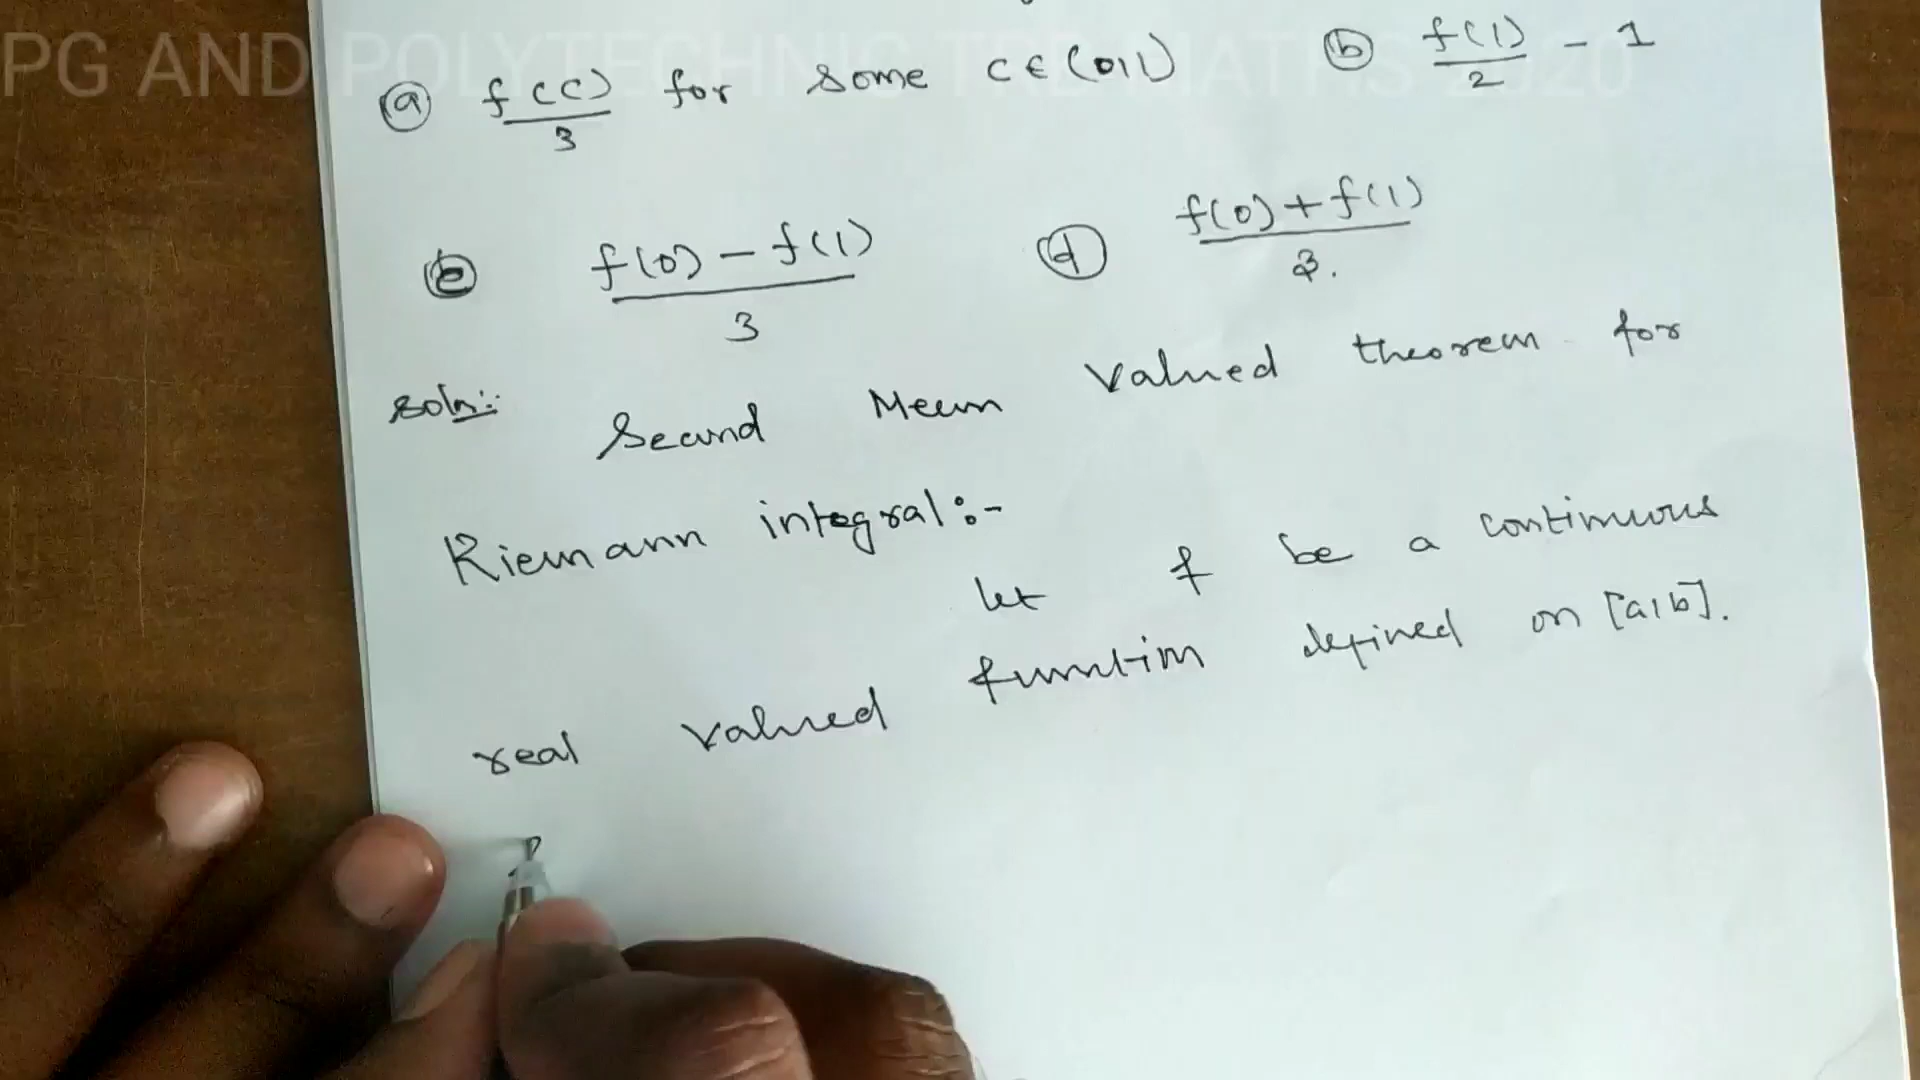 PG AND POLYTECHNIC TRB MATHS 2020
(a) f(c)/3 for some c ∈ (0,1) (b) f(1)/2 - 1
(c) f(0) - f(1)/3 (d) f(0) + f(1)/3.
Soln:- Second Mean Valued theorem for
Riemann integral:-
let f be a continuous
real valued function defined on [a,b].